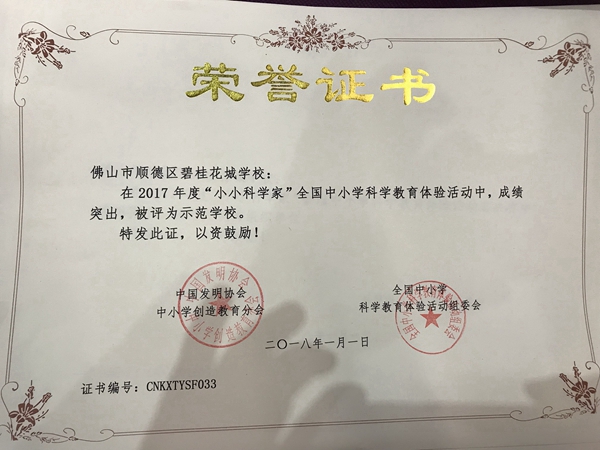 荣誉证书
佛山市顺德区碧桂花城学校：
在2017年度“小小科学家”全国中小学科学教育体验活动中，成绩
突出，被评为示范学校。
特发此证，以资鼓励！
中国发明协会
中小学创造教育分会
全国中小学
科学教育体验活动组委会
二〇一八年一月一日
证书编号：CNKXTYSF033